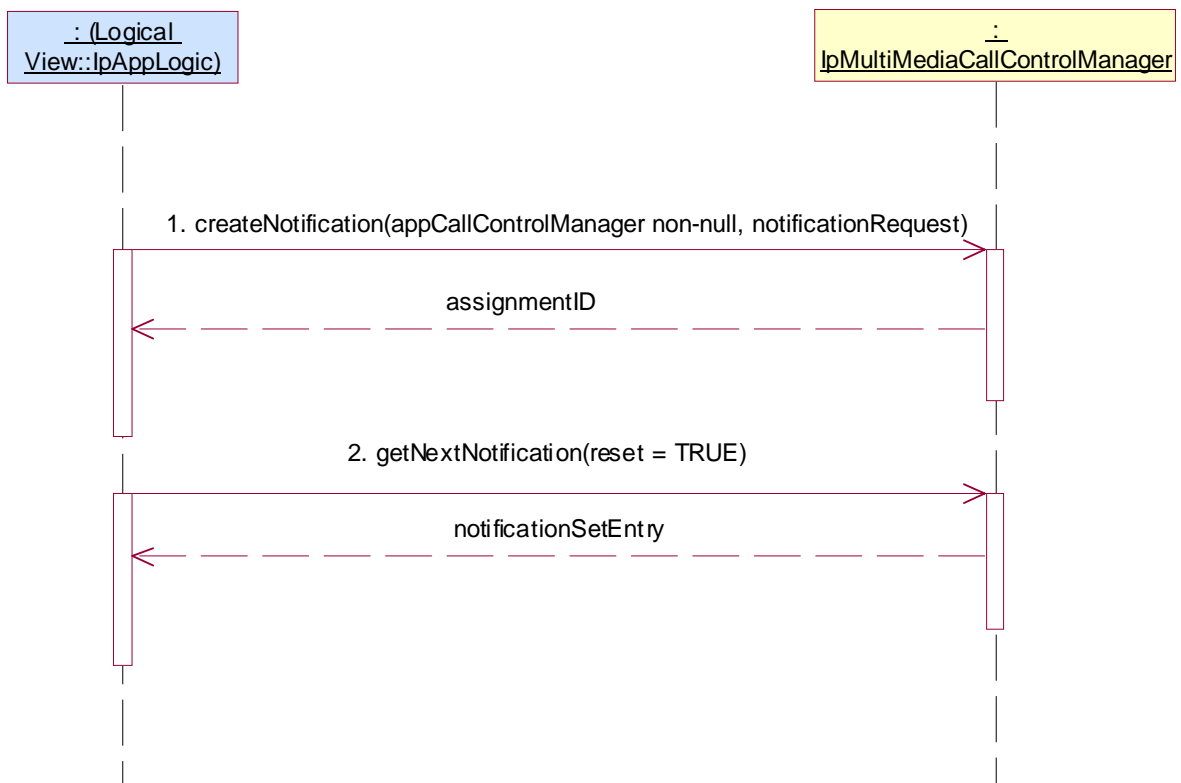 : (Logical
View::IpAppLogic)
:
IpMultiMediaCallControlManager
1. createNotification(appCallControlManager non-null, notificationRequest)
assignmentID
2. getNextNotification(reset = TRUE)
notificationSetEntry